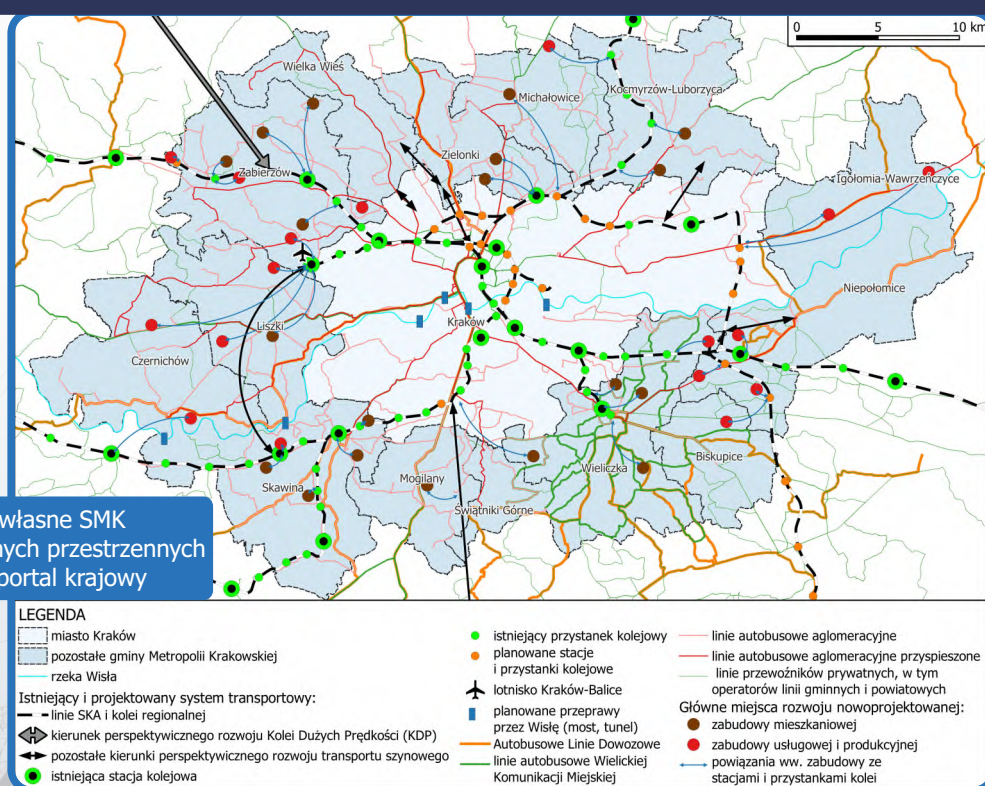 0 5 10 km
Wielka Wieś
Michałowice
Kocmyrzów-Luborzyca
Zielonki
Zabierzów
Igołomia-Wawrzeńczyce
Niepołomice
Kraków
Liszki
Czernichów
Skawina
Mogilany
Świątniki Górne
Wieliczka
Biskupice
własne SMK
nych przestrzennych
portal krajowy
LEGENDA
miasto Kraków
pozostałe gminy Metropolii Krakowskiej
rzeka Wisła
Istniejący i projektowany system transportowy:
linie SKA i kolei regionalnej
kierunek perspektywicznego rozwoju Kolei Dużych Prędkości (KDP)
pozostałe kierunki perspektywicznego rozwoju transportu szynowego
istniejąca stacja kolejowa
istniejący przystanek kolejowy
planowane stacje
i przystanki kolejowe
lotnisko Kraków-Balice
planowane przeprawy
przez Wisłę (most, tunel)
Autobusowe Linie Dowozowe
linie autobusowe Wielickiej
Komunikacji Miejskiej
linie autobusowe aglomeracyjne
linie autobusowe aglomeracyjne przyspieszone
linie przewoźników prywatnych, w tym
operatorów linii gminnych i powiatowych
Główne miejsca rozwoju nowoprojektowanej:
zabudowy mieszkaniowej
zabudowy usługowej i produkcyjnej
powiązania ww. zabudowy ze
stacjami i przystankami kolei